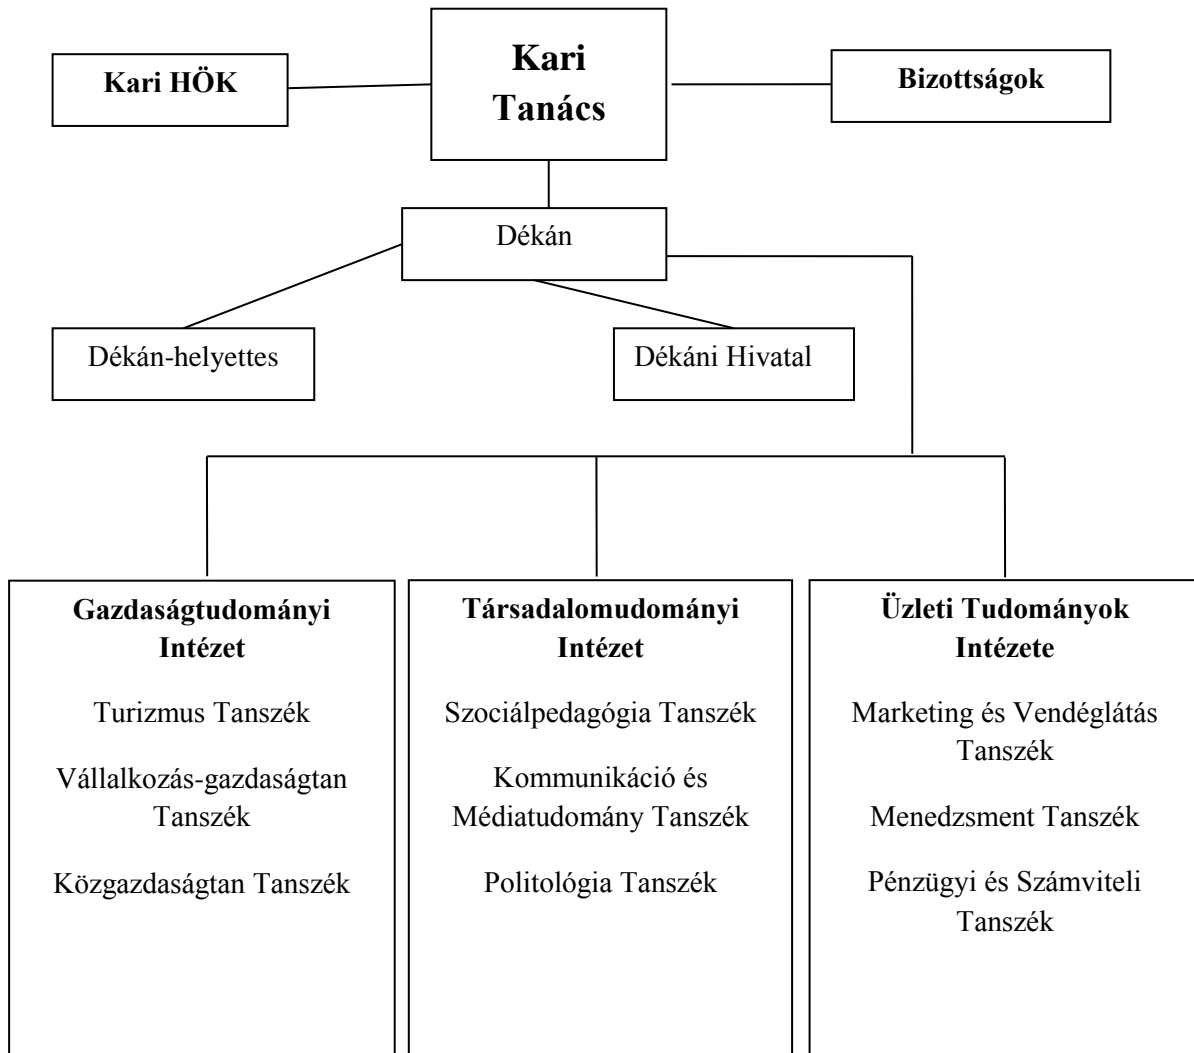 Kari HÖK
Kari
Tanács
Bizottságok
Dékán
Dékán-helyettes
Dékáni Hivatal
Gazdaságtudományi
Intézet
Turizmus Tanszék
Vállalkozás-gazdaságtan
Tanszék
Közgazdaságtan Tanszék
Társadalomudományi
Intézet
Szociálpedagógia Tanszék
Kommunikáció és
Médiatudomány Tanszék
Politológia Tanszék
Üzleti Tudományok
Intézete
Marketing és Vendéglátás
Tanszék
Menedzsment Tanszék
Pénzügyi és Számviteli
Tanszék